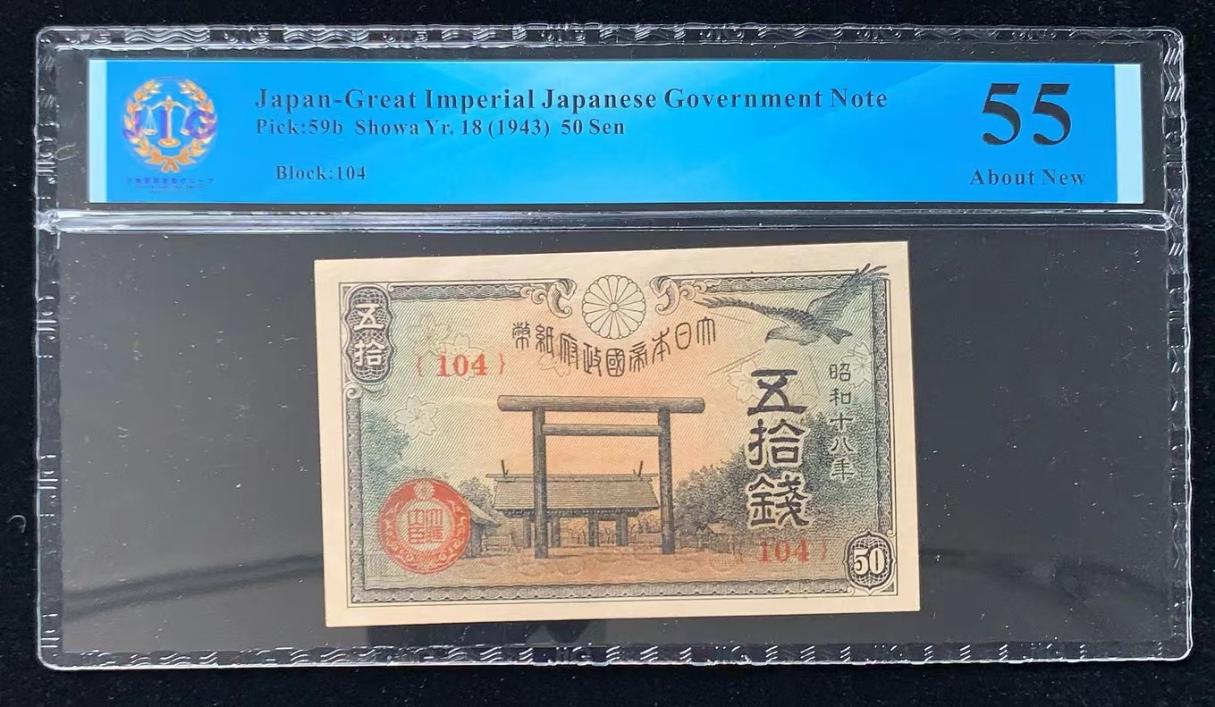 Japan-Great Imperial Japanese Government Note
Pick:59b Showa Yr. 18 (1943) 50 Sen
Block:104
55
About New
JIG
幣紙府政國帝本日大
五拾
{ 104 }
昭和十八年
五拾錢
{ 104 }
50